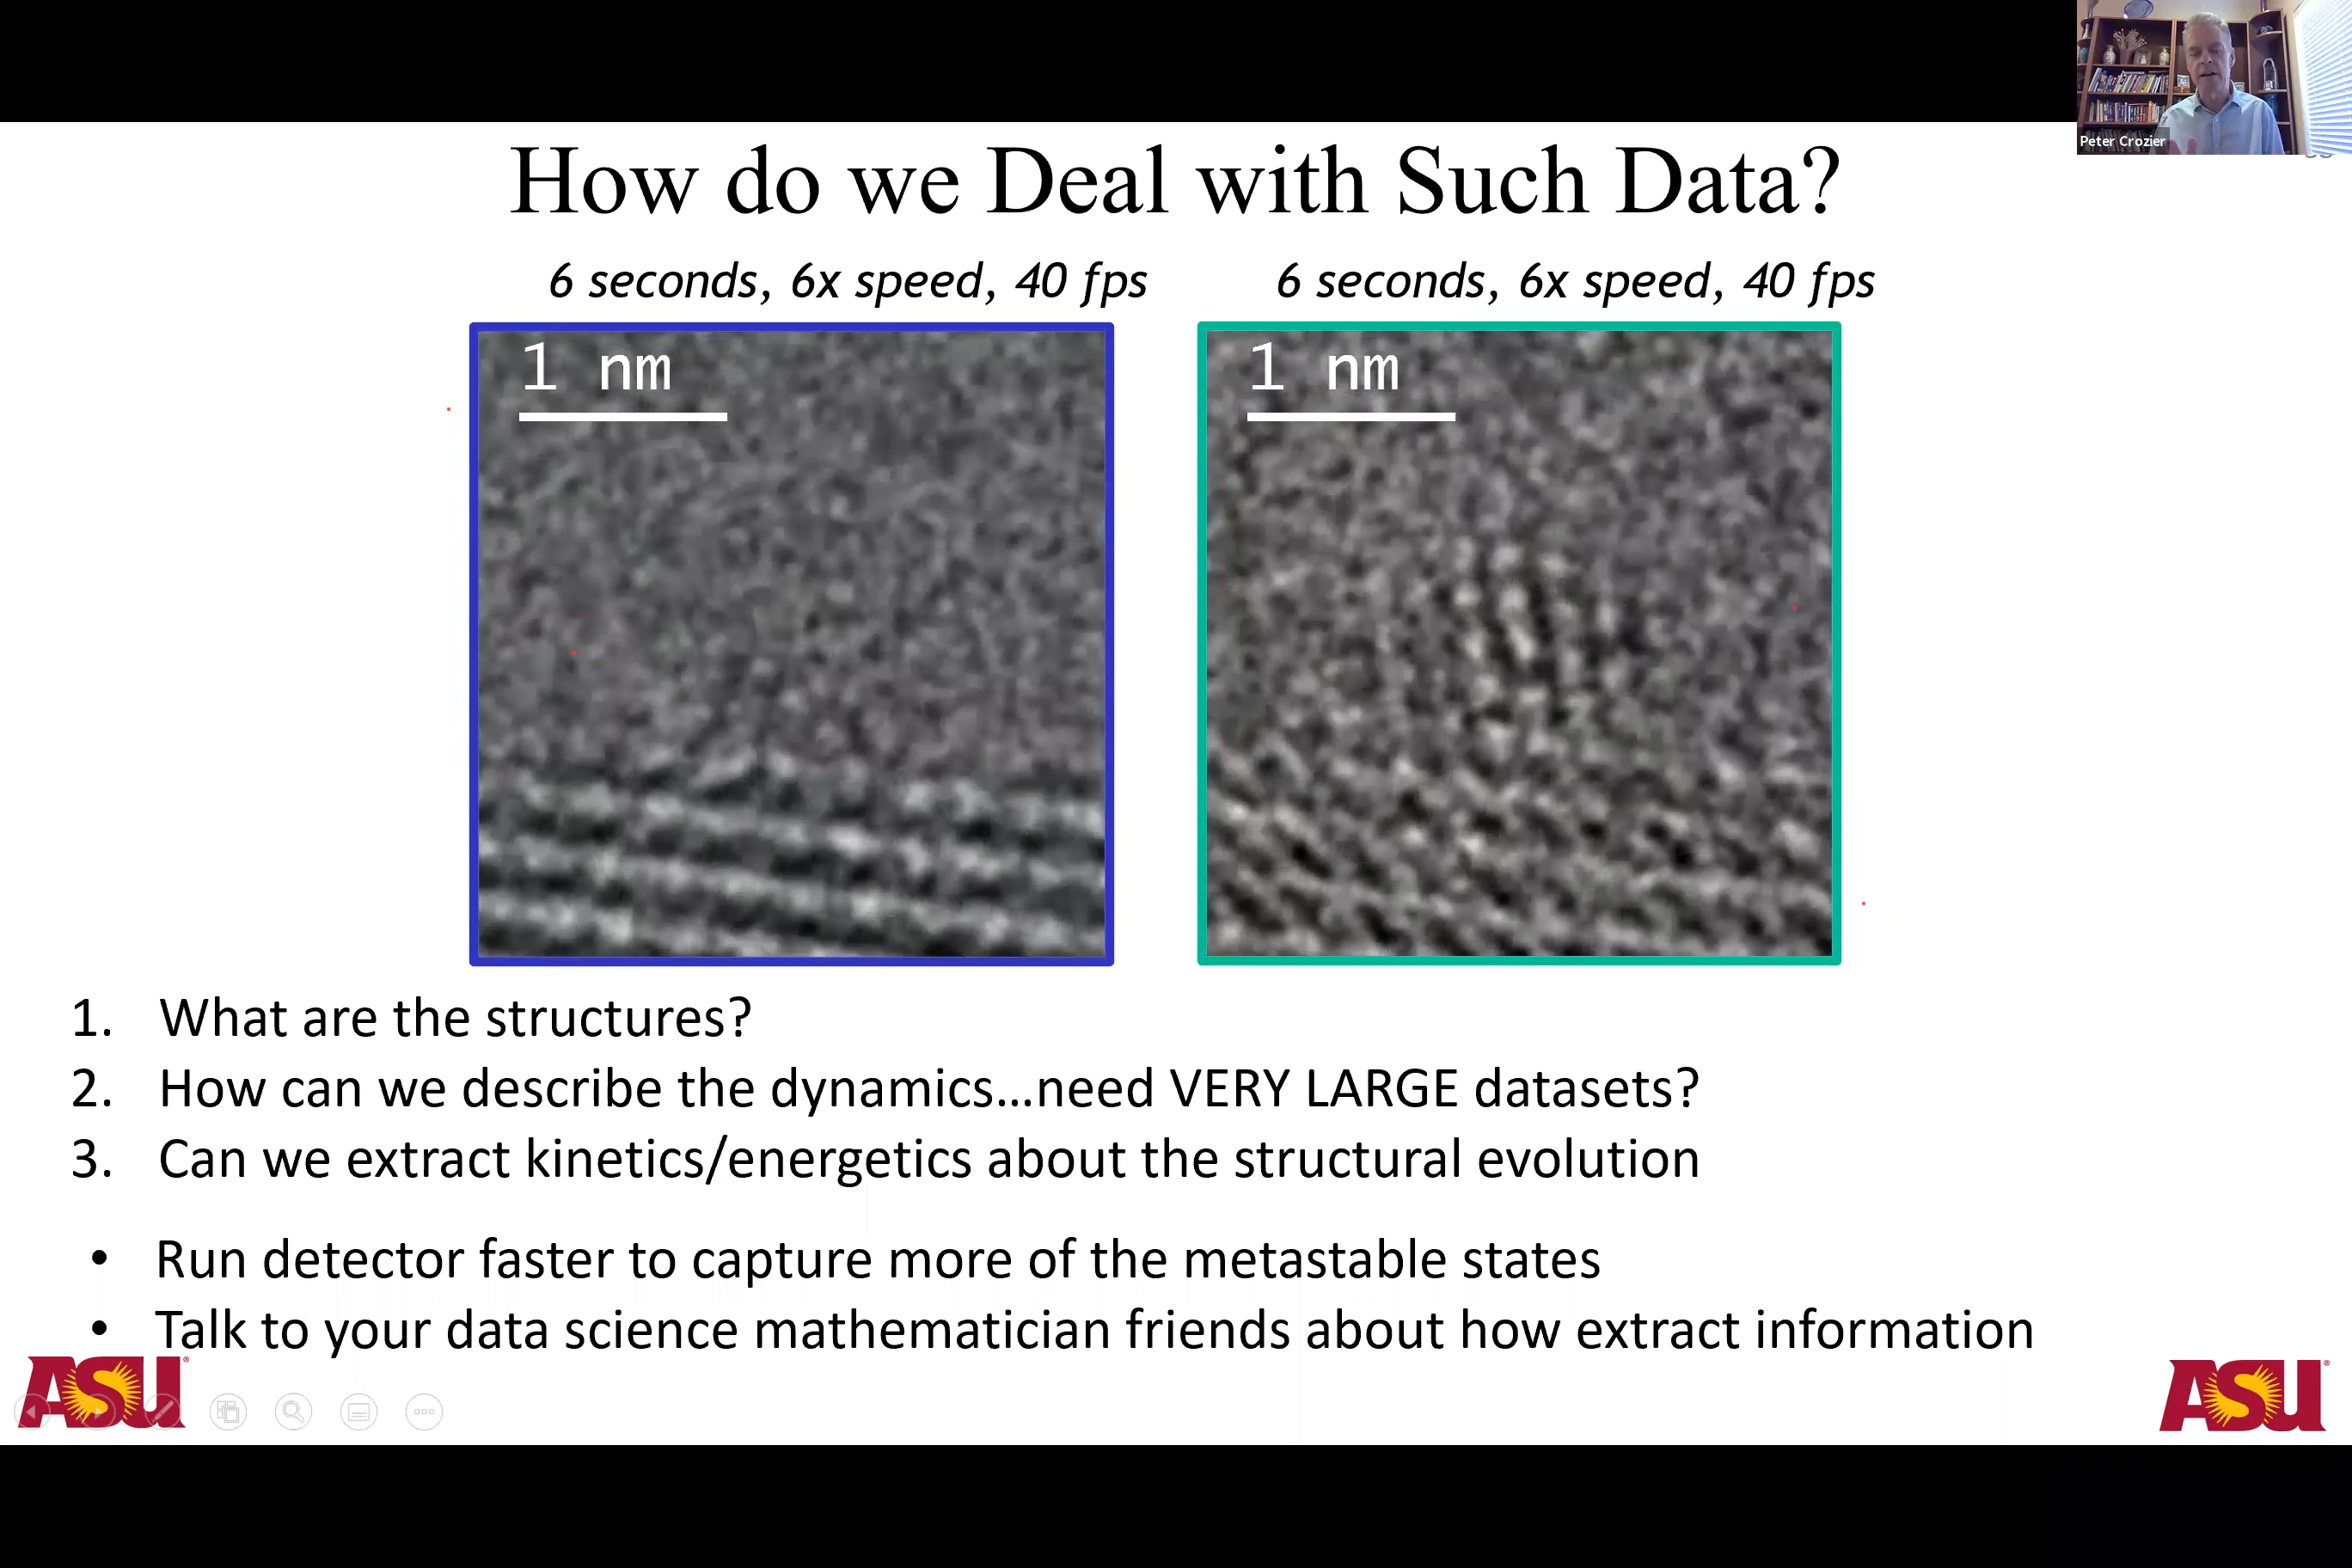 Peter Crozier
How do we Deal with Such Data?
6 seconds, 6x speed, 40 fps
6 seconds, 6x speed, 40 fps
1 nm
1 nm
1. What are the structures?
2. How can we describe the dynamics...need VERY LARGE datasets?
3. Can we extract kinetics/energetics about the structural evolution
• Run detector faster to capture more of the metastable states
• Talk to your data science mathematician friends about how extract information
ASU
ASU